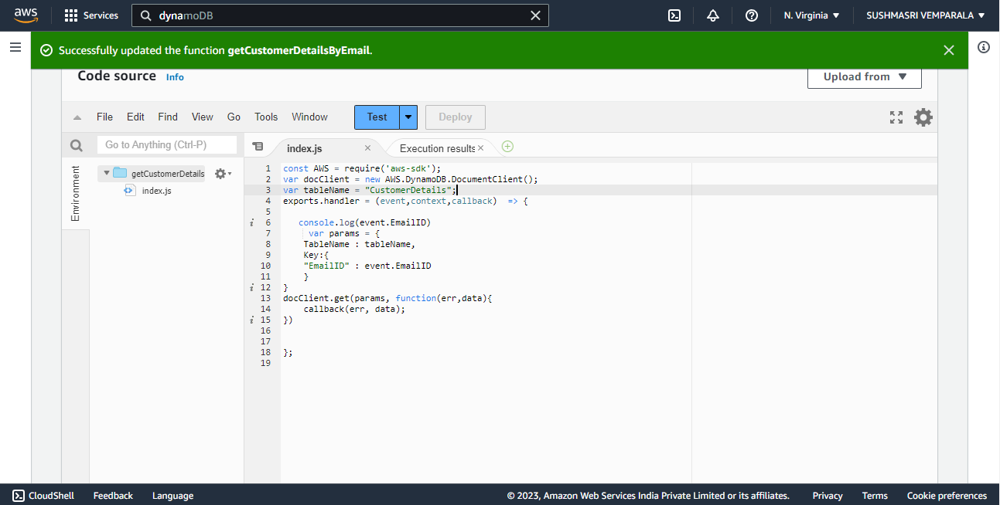 aws Services dynamoDB N. Virginia SUSHMASRI VEMPARALA
Successfully updated the function getCustomerDetailsByEmail.
Code source Info Upload from
File Edit Find View Go Tools Window Test Deploy
Go to Anything (Ctrl-P) index.js Execution results
Environment
getCustomerDetails
index.js
1 const AWS = require('aws-sdk');
2 var docClient = new AWS.DynamoDB.DocumentClient();
3 var tableName = "CustomerDetails";
4 exports.handler = (event,context,callback)  => {
5
i 6 console.log(event.EmailID)
7 var params = {
8 TableName : tableName,
9 Key:{
10 "EmailID" : event.EmailID
11 }
i 12 }
13 docClient.get(params, function(err,data){
14 callback(err, data);
i 15 })
16
17
18 };
19
CloudShell Feedback Language © 2023, Amazon Web Services India Private Limited or its affiliates. Privacy Terms Cookie preferences